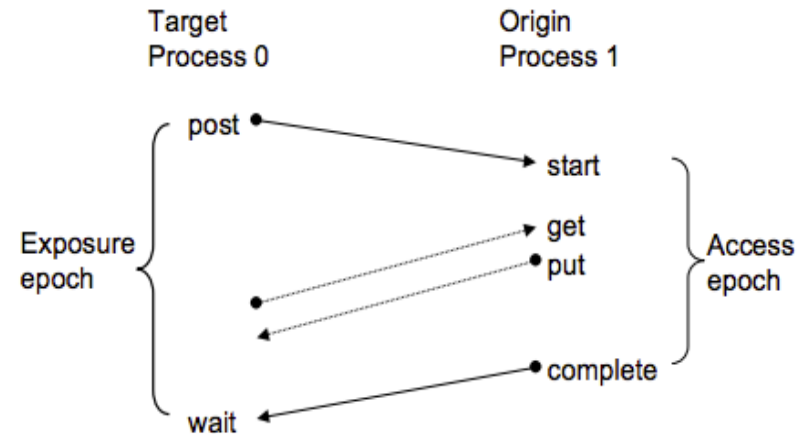 Target
Process 0
Origin
Process 1
post
start
get
put
Exposure
epoch
Access
epoch
complete
wait